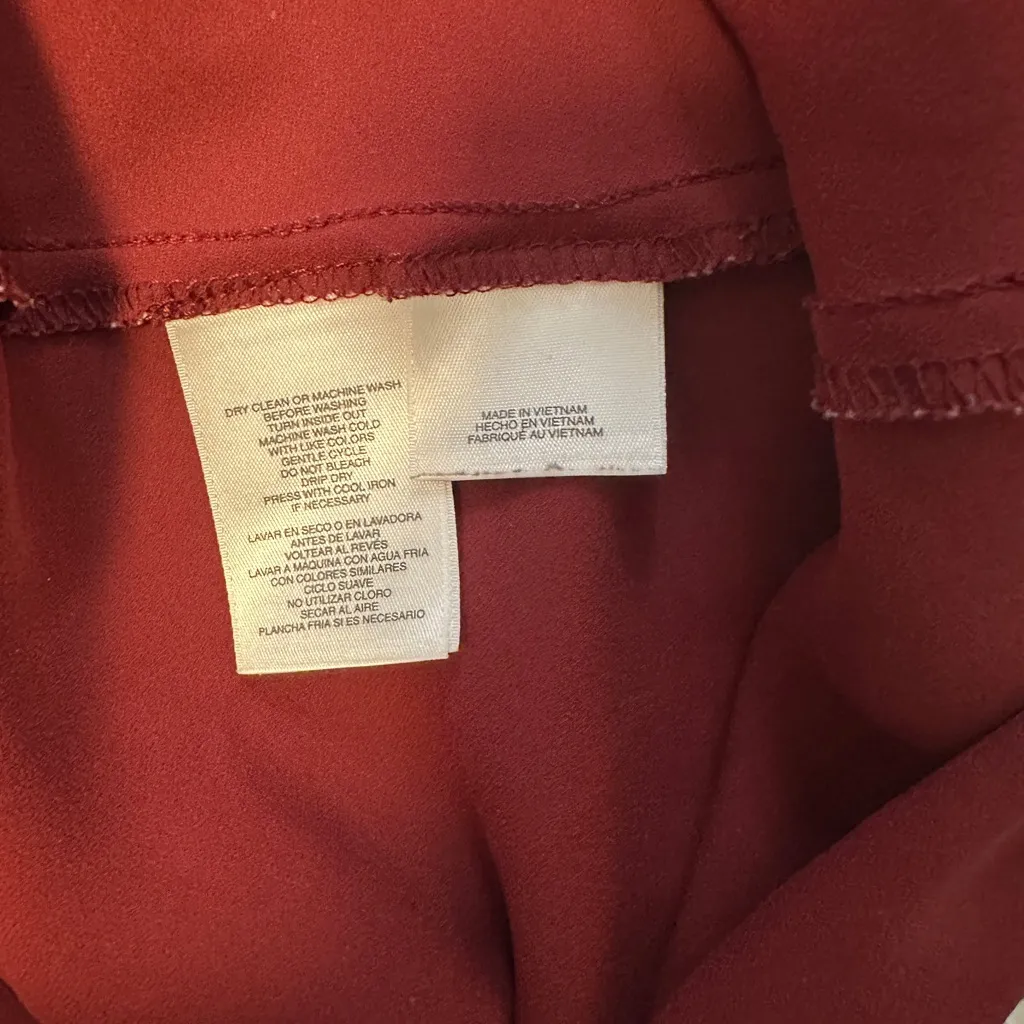 DRY CLEAN OR MACHINE WASH
BEFORE WASHING
TURN INSIDE OUT
MACHINE WASH COLD
WITH LIKE COLORS
GENTLE CYCLE
DO NOT BLEACH
DRIP DRY
PRESS WITH COOL IRON
IF NECESSARY
LAVAR EN SECO O EN LAVADORA
ANTES DE LAVAR
VOLTEAR AL REVES
LAVAR A MAQUINA CON AGUA FRIA
CON COLORES SIMILARES
CICLO SUAVE
NO UTILIZAR CLORO
SECAR AL AIRE
PLANCHA FRIA SI ES NECESARIO
MADE IN VIETNAM
HECHO EN VIETNAM
FABRIQUÉ AU VIETNAM